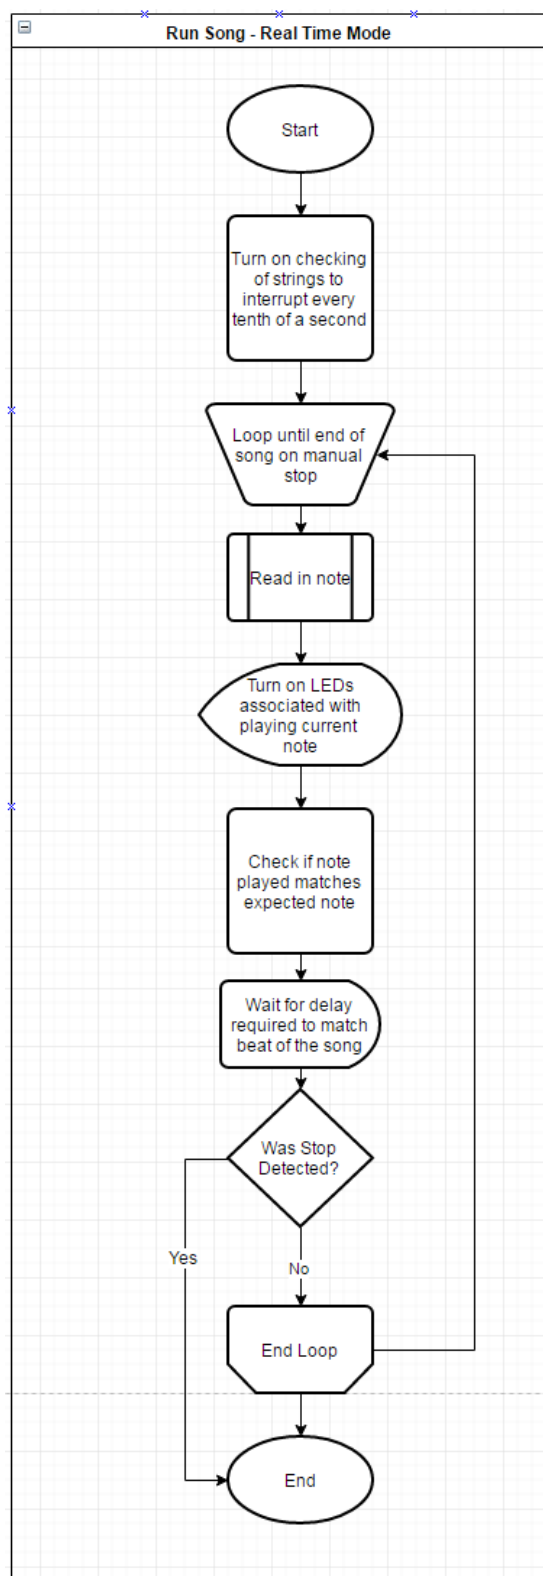 Run Song - Real Time Mode
Start
Turn on checking
of strings to
interrupt every
tenth of a second
Loop until end of
song on manual
stop
Read in note
Turn on LEDs
associated with
playing current
note
Check if note
played matches
expected note
Wait for delay
required to match
beat of the song
Was Stop
Detected?
Yes
No
End Loop
End